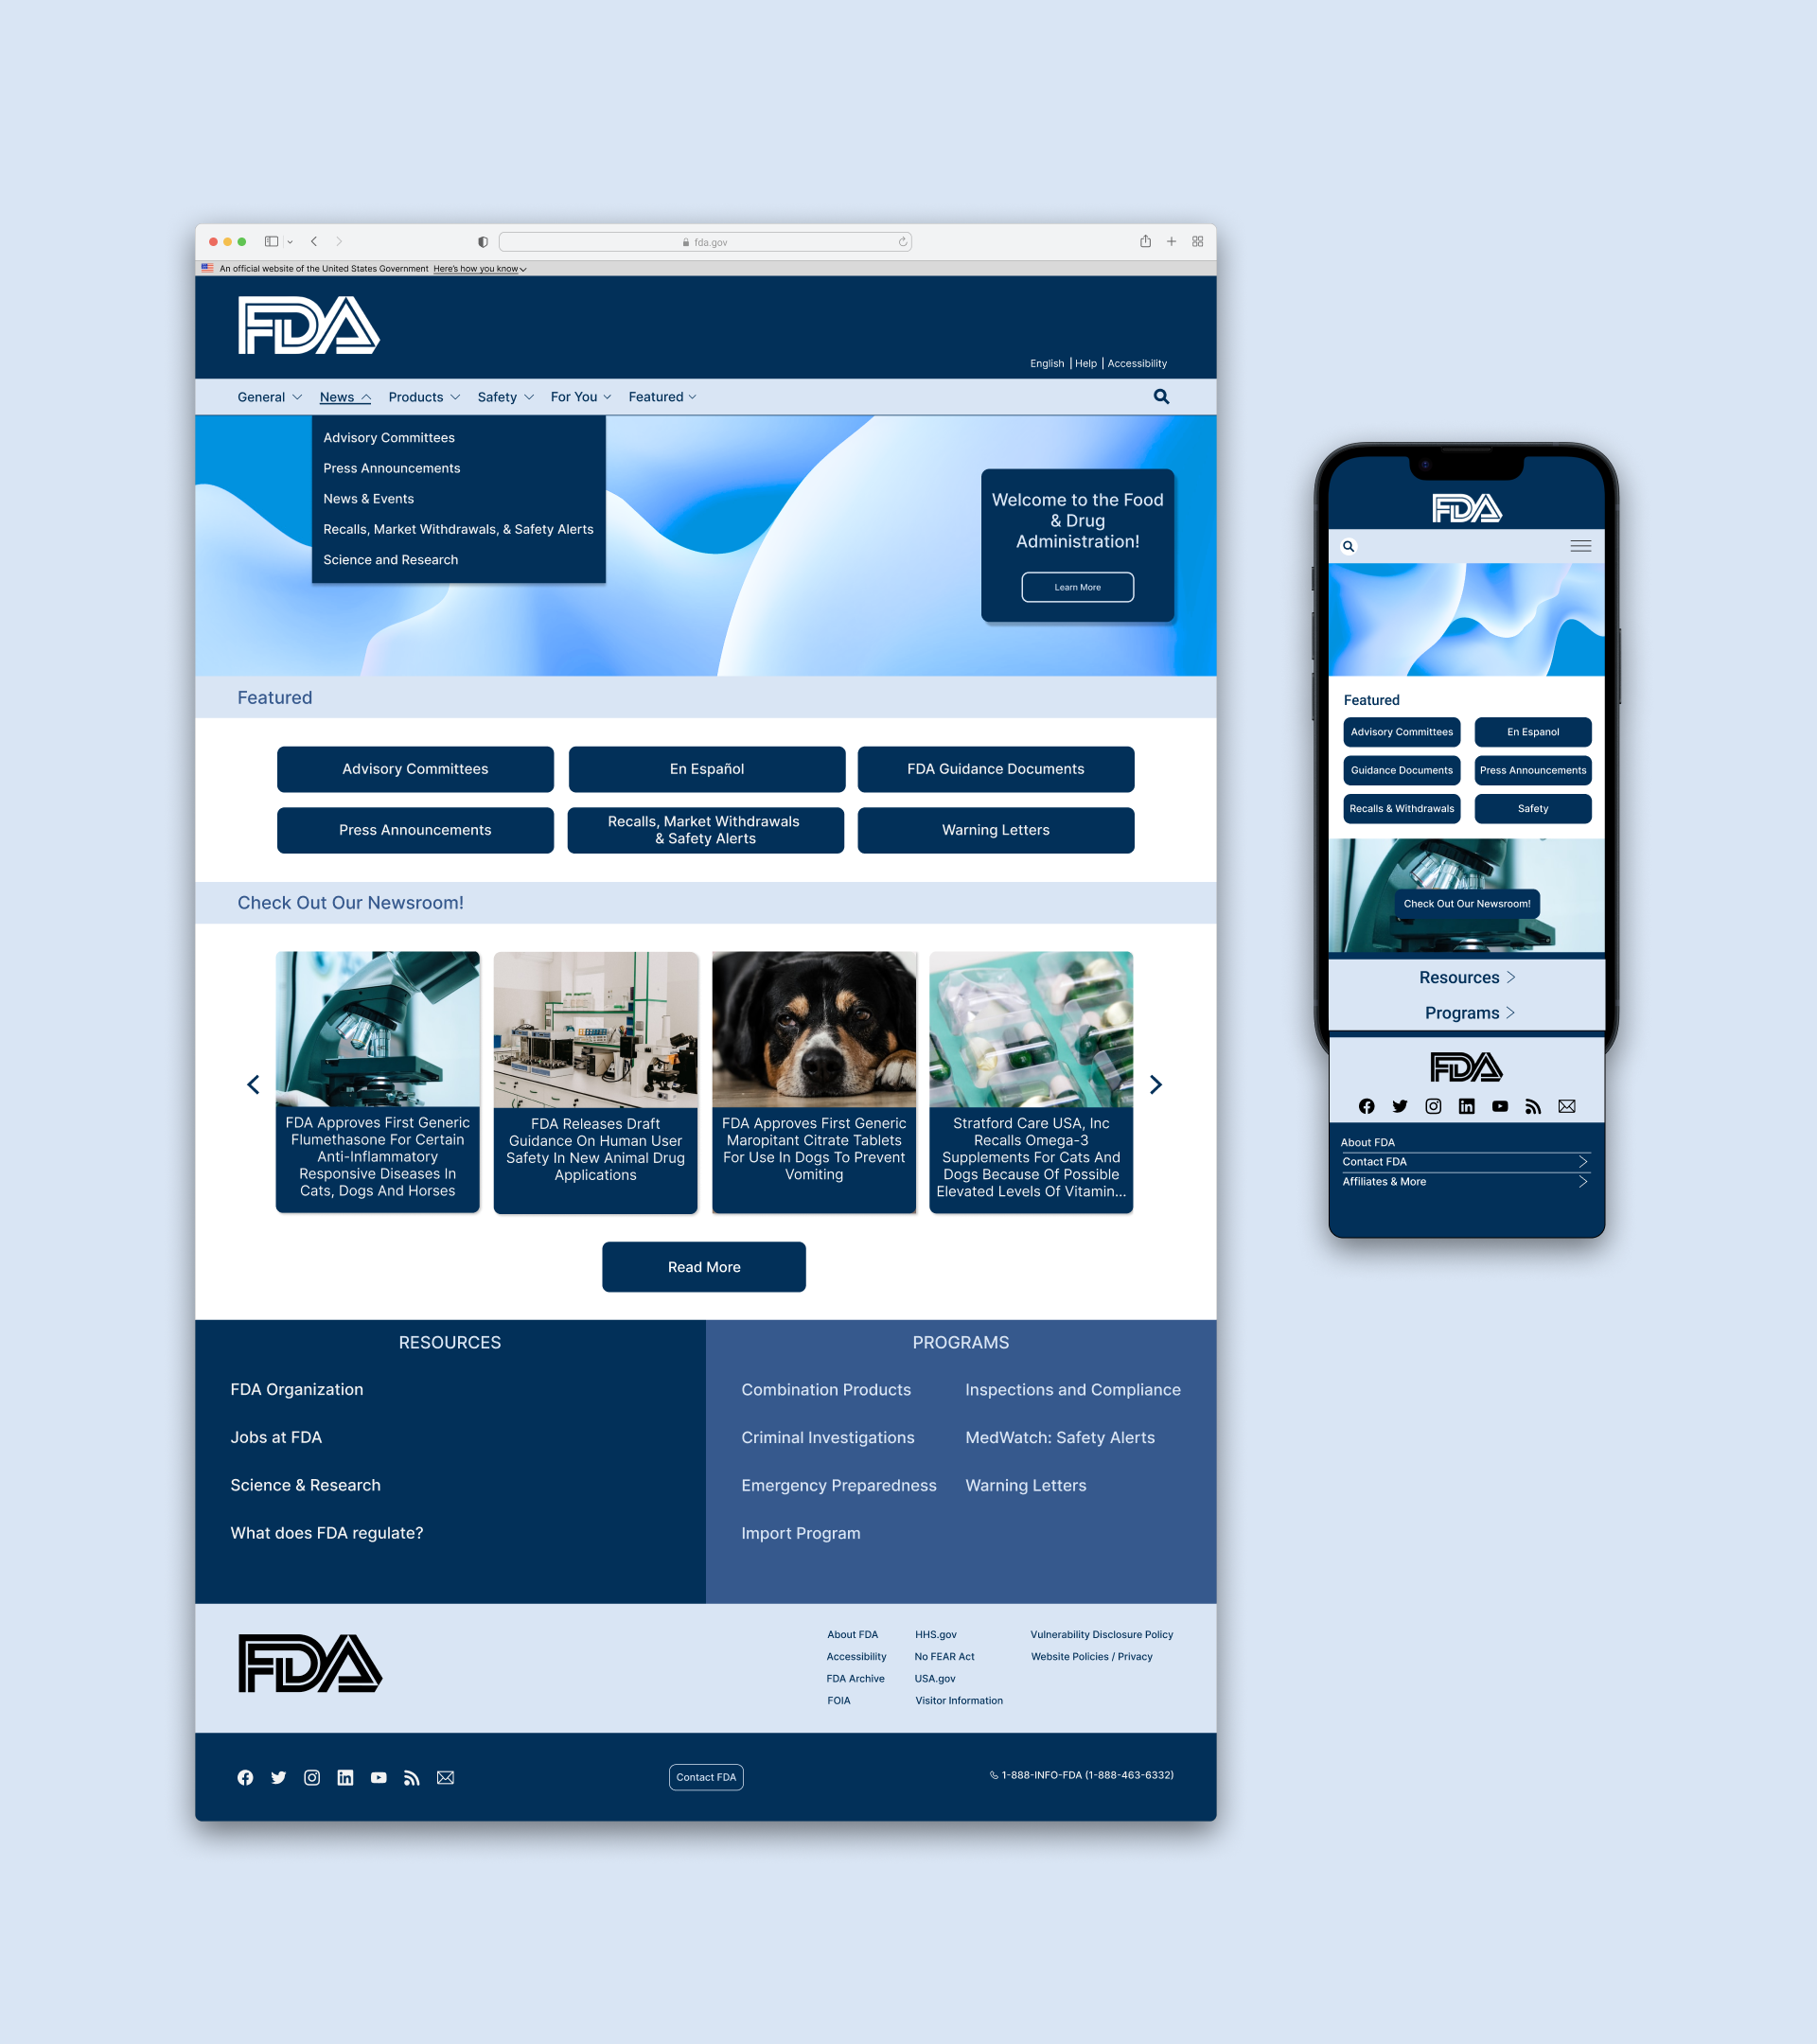 fda.gov
An official website of the United States Government Here's how you know
FDA
English | Help | Accessibility
General News Products Safety For You Featured
Advisory Committees
Press Announcements
News & Events
Recalls, Market Withdrawals, & Safety Alerts
Science and Research
Welcome to the Food
& Drug
Administration!
Learn More
Featured
Advisory Committees En Español FDA Guidance Documents
Press Announcements
Recalls, Market Withdrawals
& Safety Alerts
Warning Letters
Check Out Our Newsroom!
FDA Approves First Generic
Flumethasone For Certain
Anti-Inflammatory
Responsive Diseases In
Cats, Dogs And Horses
FDA Releases Draft
Guidance On Human User
Safety In New Animal Drug
Applications
FDA Approves First Generic
Maropitant Citrate Tablets
For Use In Dogs To Prevent
Vomiting
Stratford Care USA, Inc
Recalls Omega-3
Supplements For Cats And
Dogs Because Of Possible
Elevated Levels Of Vitamin...
Read More
RESOURCES
FDA Organization
Jobs at FDA
Science & Research
What does FDA regulate?
PROGRAMS
Combination Products Inspections and Compliance
Criminal Investigations MedWatch: Safety Alerts
Emergency Preparedness Warning Letters
Import Program
FDA
About FDA HHS.gov Vulnerability Disclosure Policy
Accessibility No FEAR Act Website Policies / Privacy
FDA Archive USA.gov
FOIA Visitor Information
Contact FDA
1-888-INFO-FDA (1-888-463-6332)
FDA
Featured
Advisory Committees En Espanol
Guidance Documents Press Announcements
Recalls & Withdrawals Safety
Check Out Our Newsroom!
Resources
Programs
FDA
About FDA
Contact FDA
Affiliates & More